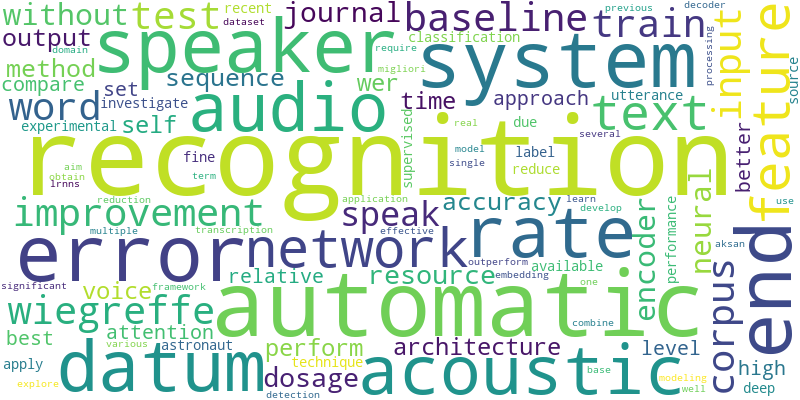 without test recent dataset journal baseline train previous decoder
output speaker require classification system processing input feature source
domain migliori
method sequence wer
compare set
word investigate audio time approach utterance text
experimental self supervised due
recognition
fine real several label better
aim obtain lrnns term model single reduce
reduction application learn use
improvement speak accuracy develop encoder performance neural
multiple transcription effective
error network rate aksan end
significant framework relative resource outperform embedding available one
voice
wiegreffe automatic corpus
attention combine
best various astronaut perform architecture level
apply datum technique acoustic base high
dosage modeling deep
explore detection well